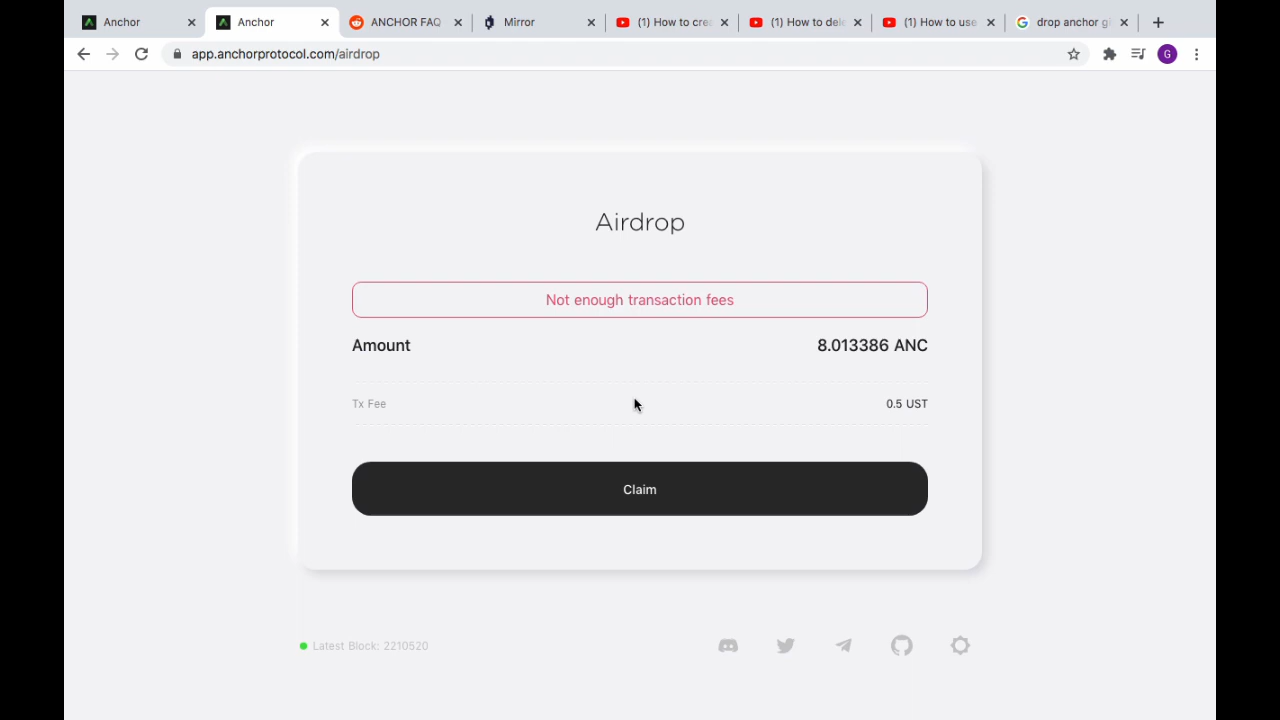 Anchor
Anchor
ANCHOR FAQ
Mirror
(1) How to cre
(1) How to dele
(1) How to use
drop anchor gi
app.anchorprotocol.com/airdrop
G
Airdrop
Not enough transaction fees
Amount 8.013386 ANC
Tx Fee 0.5 UST
Claim
Latest Block: 2210520